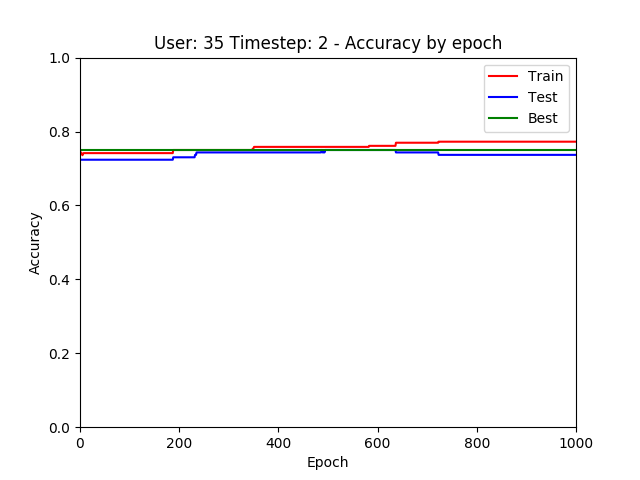 User: 35 Timestep: 2 - Accuracy by epoch
1.0
0.8
0.6
0.4
0.2
0.0
Accuracy
Train
Test
Best
0 200 400 600 800 1000
Epoch